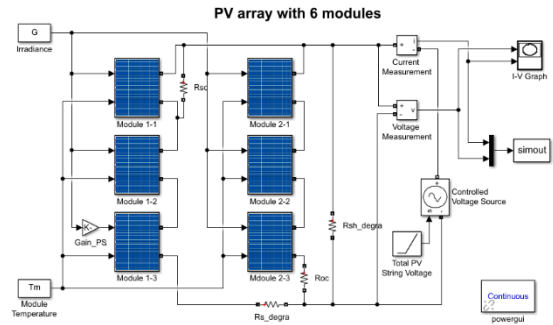 PV array with 6 modules
G
Irradiance
Rsc
Module 1-1
Module 2-1
+
i
-
Current
Measurement
I-V Graph
+
-
v
Voltage
Measurement
simout
Module 1-2
Module 2-2
K-
Gain_PS
Module 1-3
Module 2-3
Rsh_degra
Controlled
Voltage Source
Total PV
String Voltage
Roc
Tm
Module
Temperature
Rs_degra
Continuous
powergui